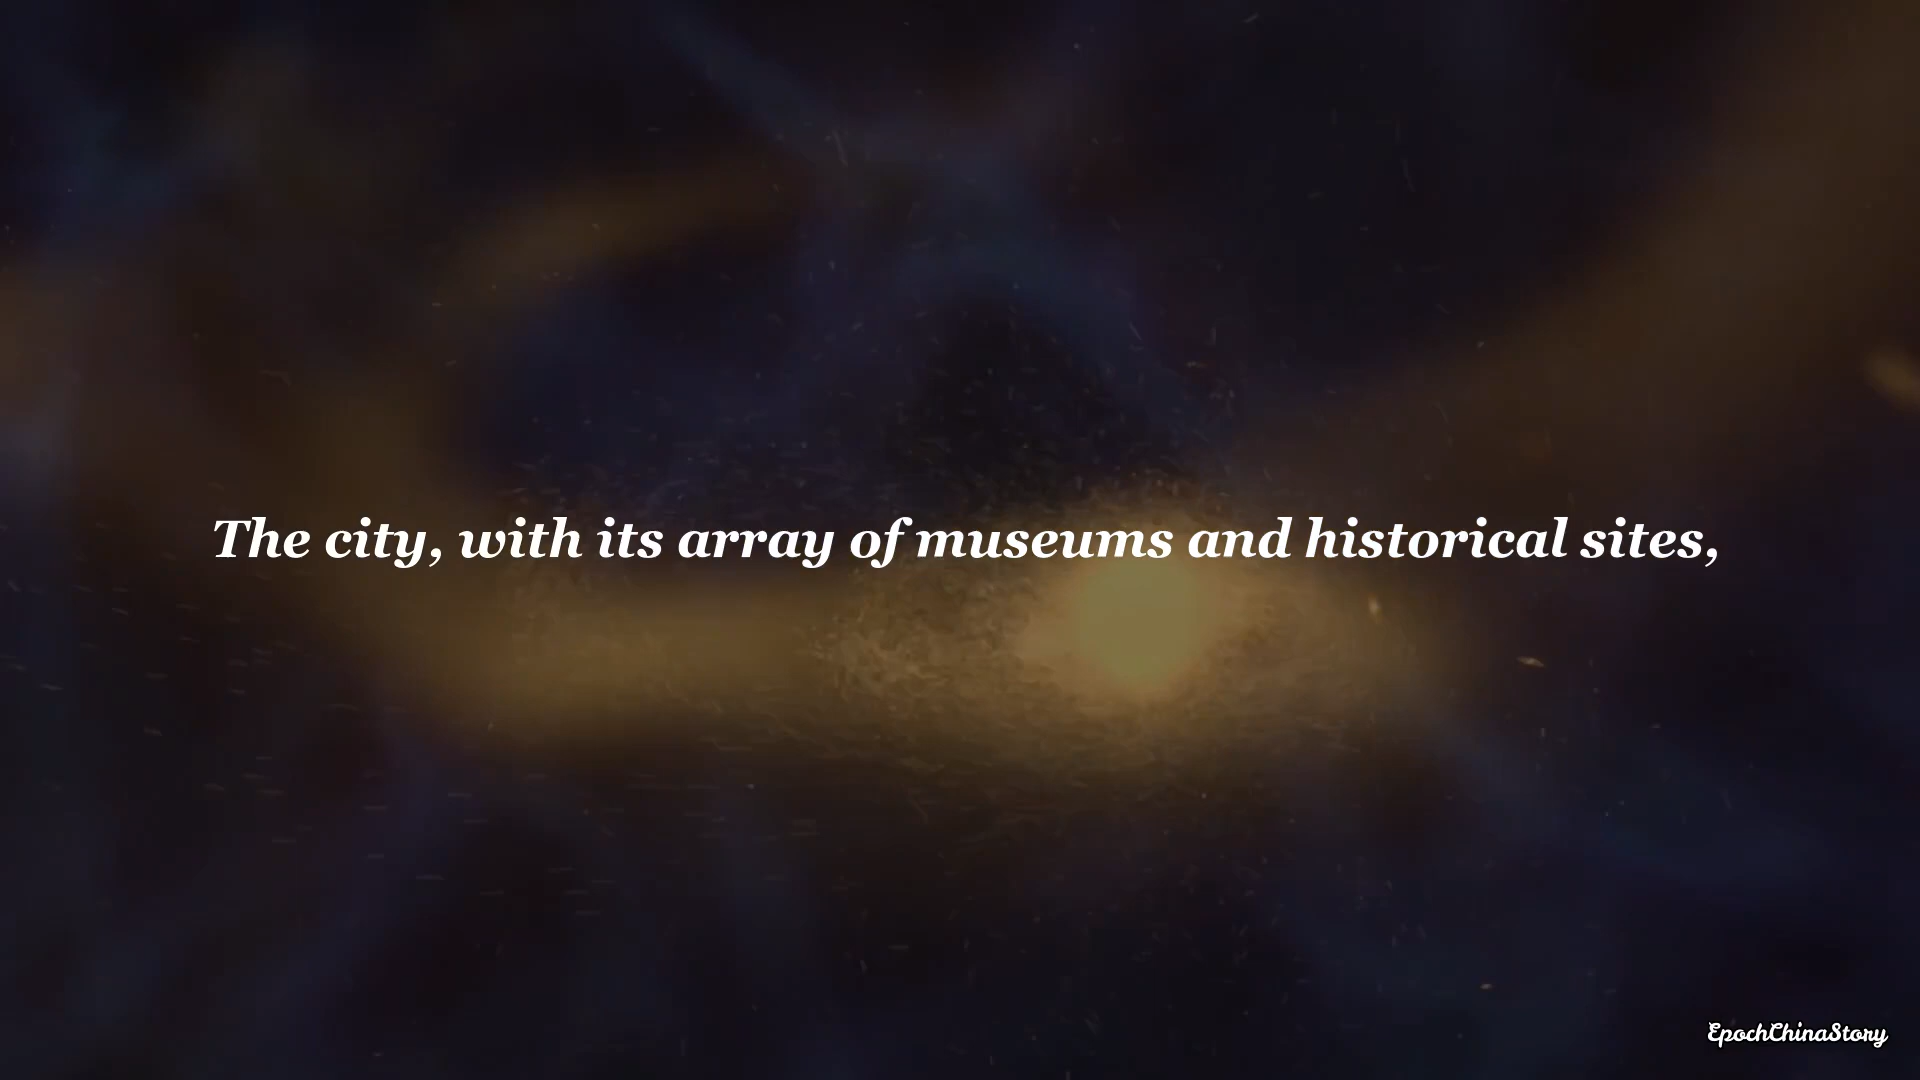 The city, with its array of museums and historical sites,
EpochChinaStory